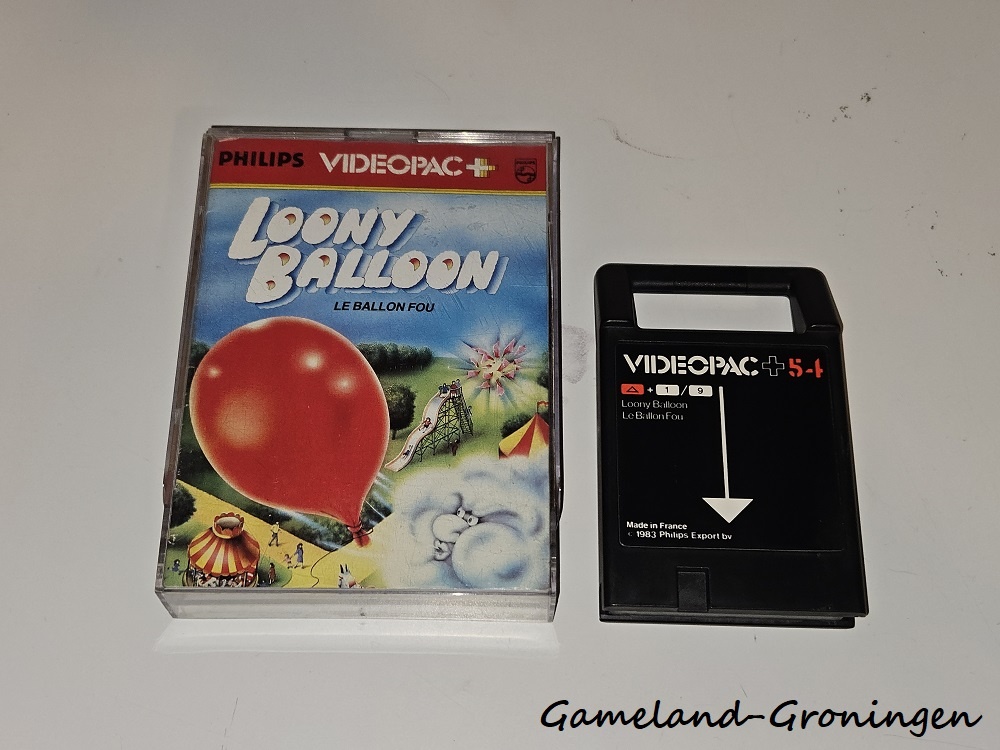 PHILIPS VIDEOPAC+ PHILIPS
LOONY
BALLOON
LE BALLON FOU
VIDEOPAC+ 54
△ + 1 / 9
Loony Balloon
Le Ballon Fou
Made in France
© 1983 Philips Export bv
Gameland-Groningen